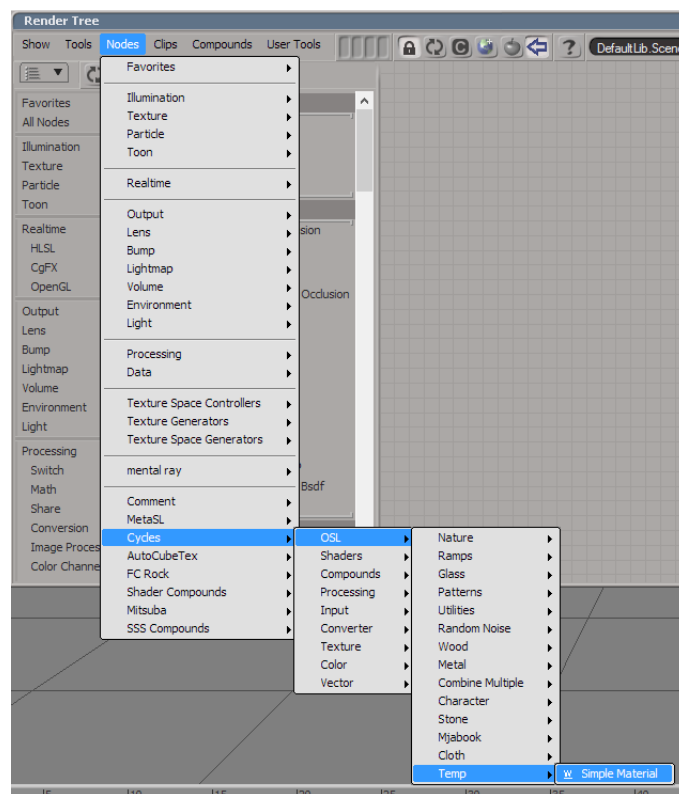 Render Tree
Show Tools Nodes Clips Compounds User Tools
DefaultLib.Scen
Favorites
All Nodes
Illumination
Texture
Particle
Toon
Realtime
HLSL
CgFX
OpenGL
Output
Lens
Bump
Lightmap
Volume
Environment
Light
Processing
Switch
Math
Share
Conversion
Image Proces
Color Channe
Favorites
Illumination
Texture
Particle
Toon
Realtime
Output
Lens
Bump
Lightmap
Volume
Environment
Light
Processing
Data
Texture Space Controllers
Texture Generators
Texture Space Generators
mental ray
Comment
MetaSL
Cycles
AutoCubeTex
FC Rock
Shader Compounds
Mitsuba
SSS Compounds
sion
Occlusion
Bsdf
OSL
Shaders
Compounds
Processing
Input
Converter
Texture
Color
Vector
Nature
Ramps
Glass
Patterns
Utilities
Random Noise
Wood
Metal
Combine Multiple
Character
Stone
Mjabook
Cloth
Temp
W Simple Material